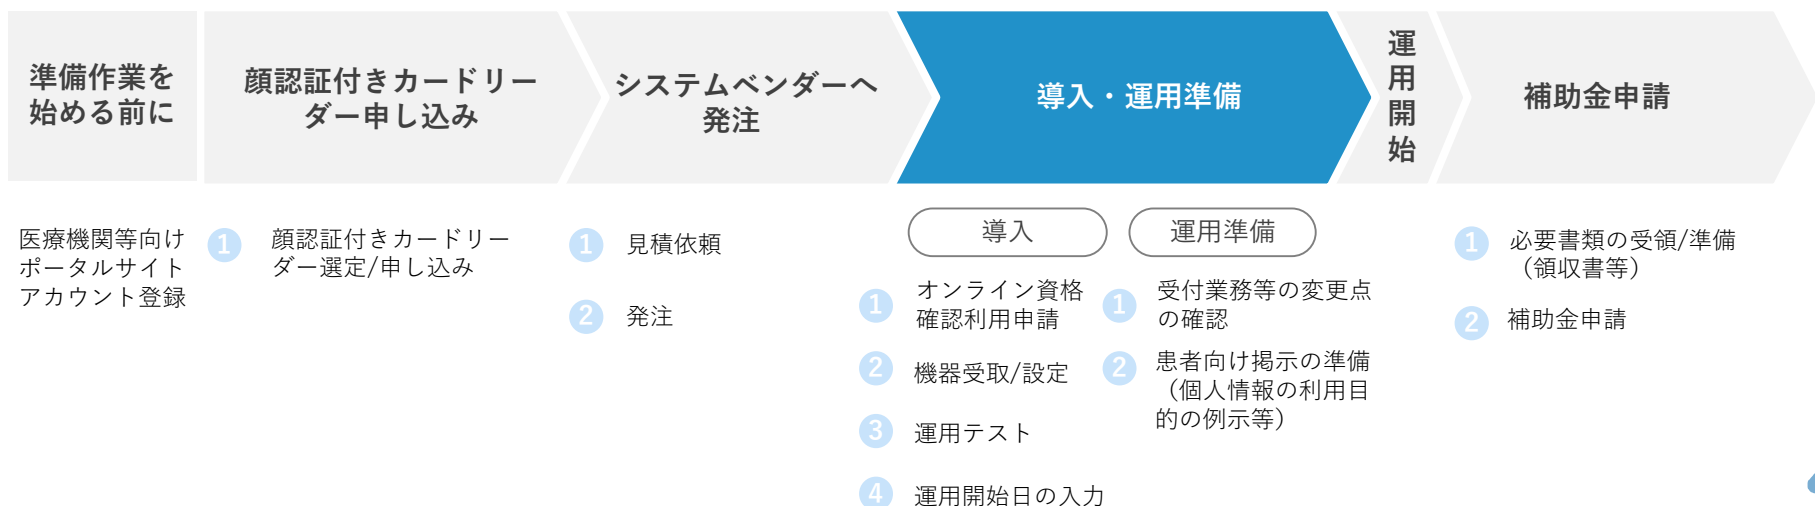 準備作業を
始める前に
顔認証付きカードリー
ダー申し込み
システムベンダーへ
発注
導入・運用準備
運
用
開
始
補助金申請
医療機関等向け
ポータルサイト
アカウント登録
1 顔認証付きカードリー
ダー選定/申し込み
1 見積依頼
2 発注
導入
1 オンライン資格
確認利用申請
2 機器受取/設定
3 運用テスト
4 運用開始日の入力
運用準備
1 受付業務等の変更点
の確認
2 患者向け掲示の準備
（個人情報の利用目
的の例示等）
1 必要書類の受領/準備
（領収書等）
2 補助金申請